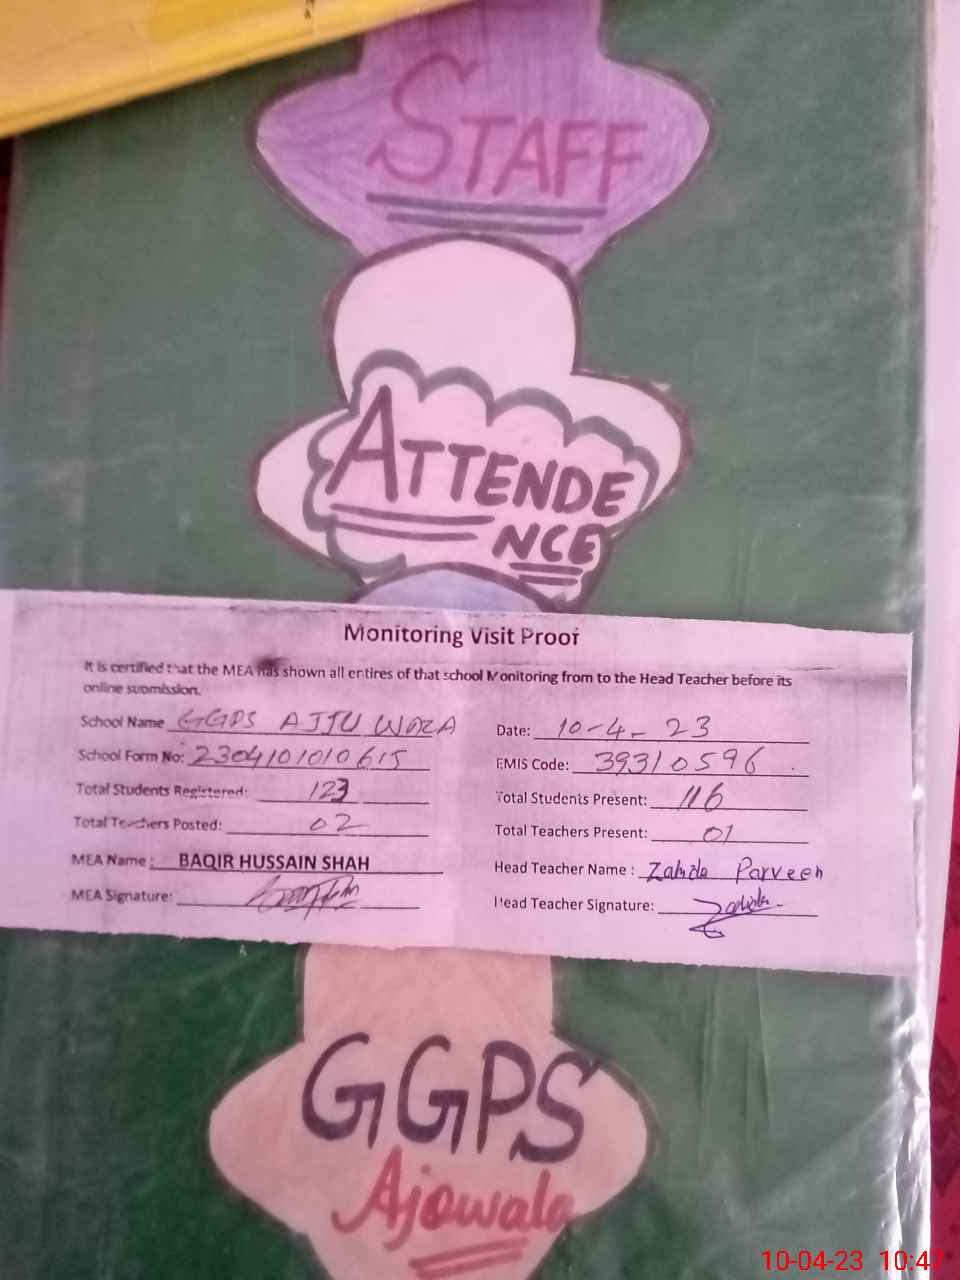 STAFF
ATTENDE
NCE
Monitoring Visit Proof
It is certified that the MEA has shown all entires of that school Monitoring from to the Head Teacher before its
online submission.
School Name GGPS AJJU WALA
Date: 10-4-23
School Form No: 2304101010615
EMIS Code: 39310596
Total Students Registered: 123
Total Students Present: 116
Total Teachers Posted: 02
Total Teachers Present: 01
MEA Name: BAQIR HUSSAIN SHAH
Head Teacher Name: Zahida Parveen
MEA Signature:
Head Teacher Signature: Zahida
GGPS
Ajowala
10-04-23 10:47